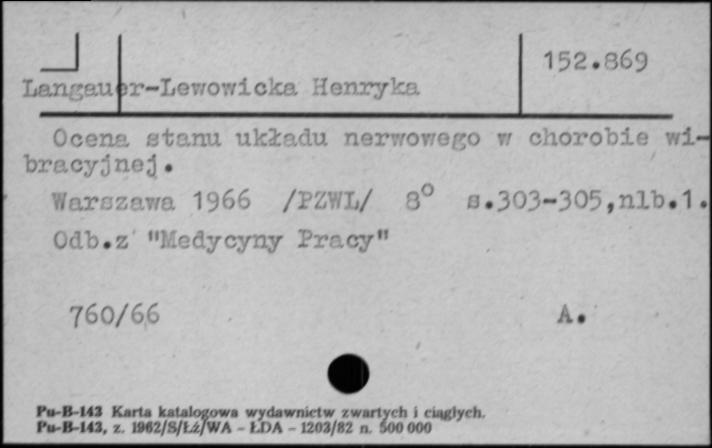 152.869
Langauer-Lewowicka Henryka
Ocena stanu układu nerwowego w chorobie wi-
bracyjnej.
Warszawa 1966 /PZWL/ 8° s.303-305,nlb.1.
Odb.z "Medycyny Pracy"
760/66 A.
Pu-B-143 Karta katalogowa wydawnictw zwartych i ciągłych.
Pu-B-143, z. 1962/S/Łź/WA - ŁDA - 1203/82 n. 500 000